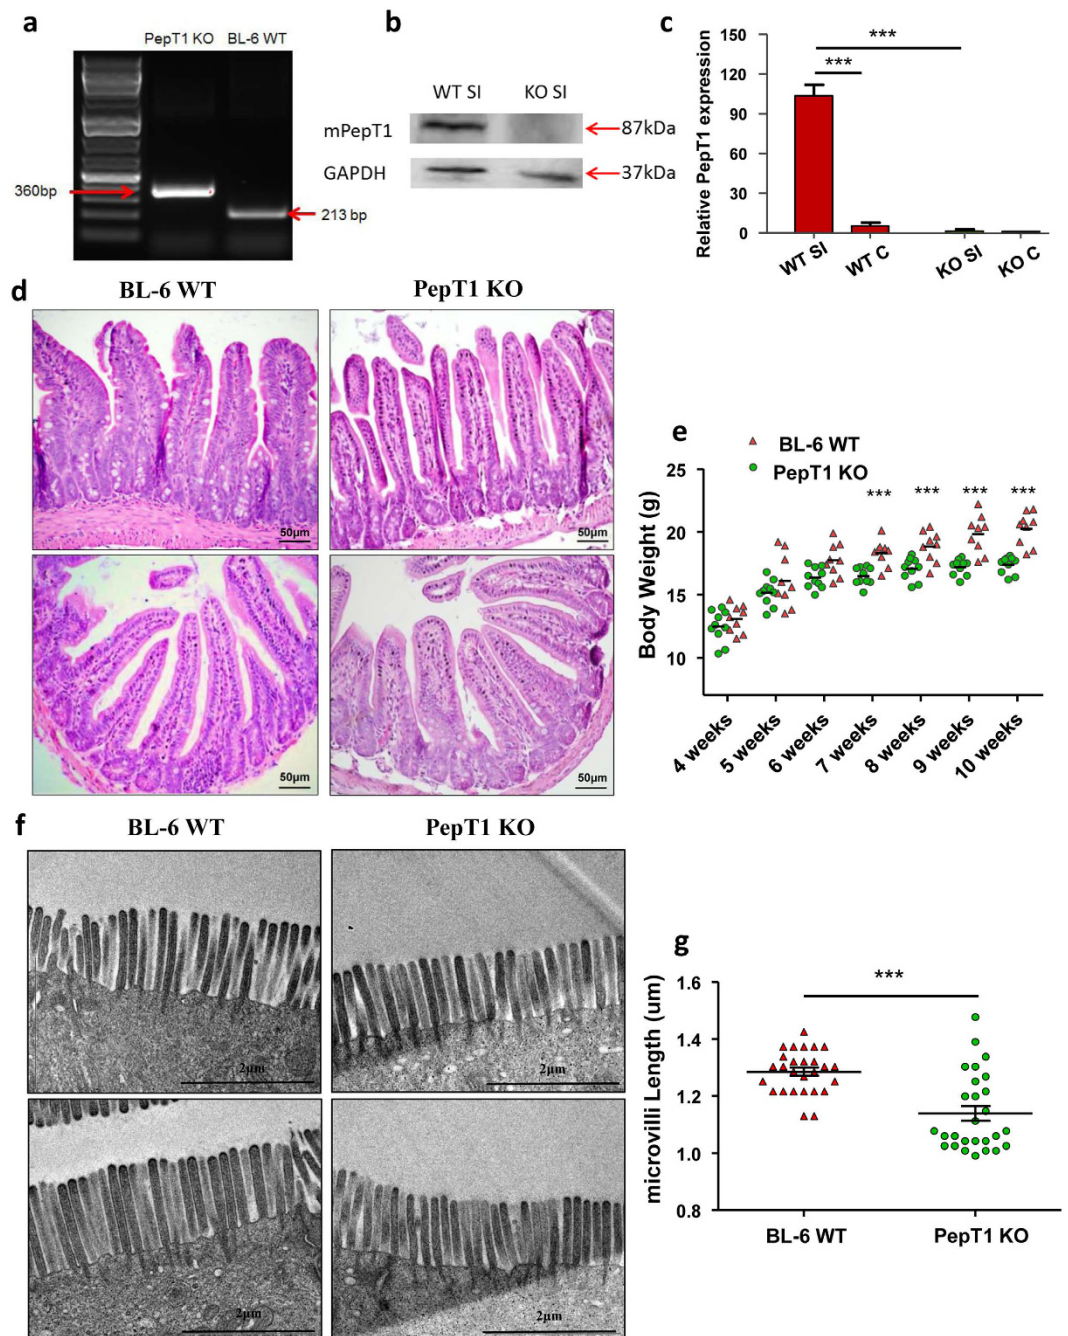 a
PepT1 KO BL-6 WT
360bp
213 bp
b
WT SI KO SI
mPepT1
87kDa
GAPDH
37kDa
c
Relative PepT1 expression
150
120
90
60
30
0
***
***
WT SI
WT C
KO SI
KO C
d
BL-6 WT PepT1 KO
50µm
50µm
50µm
50µm
e
BL-6 WT
PepT1 KO
Body Weight (g)
25
20
15
10
*** *** *** ***
4 weeks
5 weeks
6 weeks
7 weeks
8 weeks
9 weeks
10 weeks
f
BL-6 WT PepT1 KO
2µm
2µm
2µm
2µm
g
microvilli Length (um)
1.6
1.4
1.2
1.0
0.8
***
BL-6 WT PepT1 KO